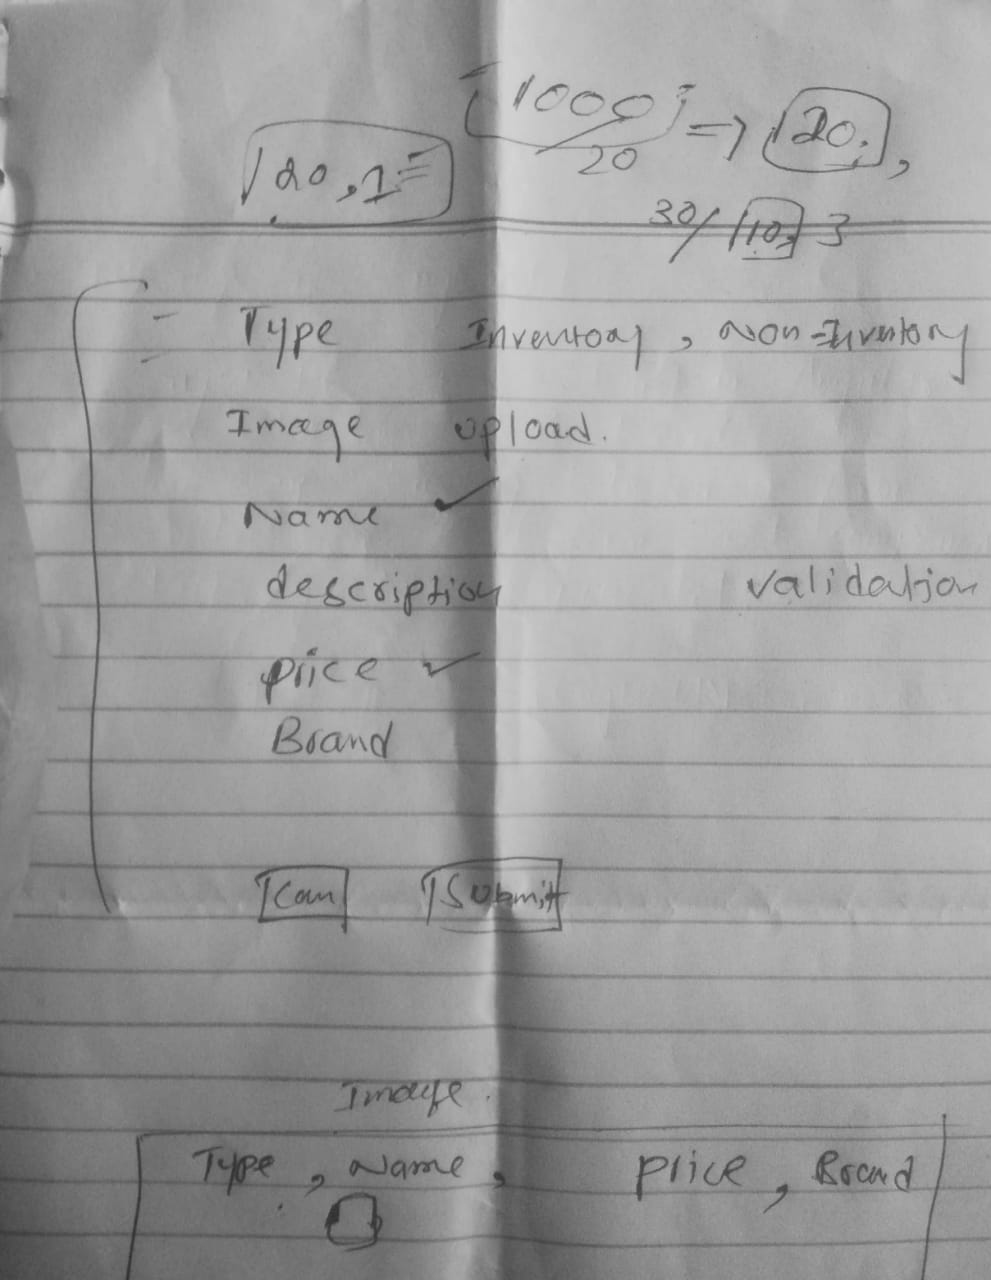 [1000]
20 => 20,
20, 1=
30/ 10, 3
Type Inventory, Non-Inventory
Image upload.
Name ✓
description validation
price ✓
Brand
Can Submit
Image.
Type, Name, price, Brand